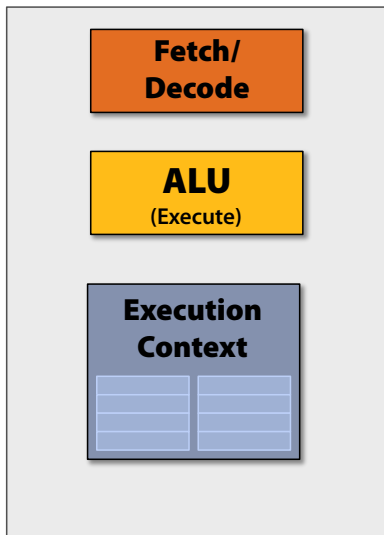 Fetch/
Decode
ALU
(Execute)
Execution
Context